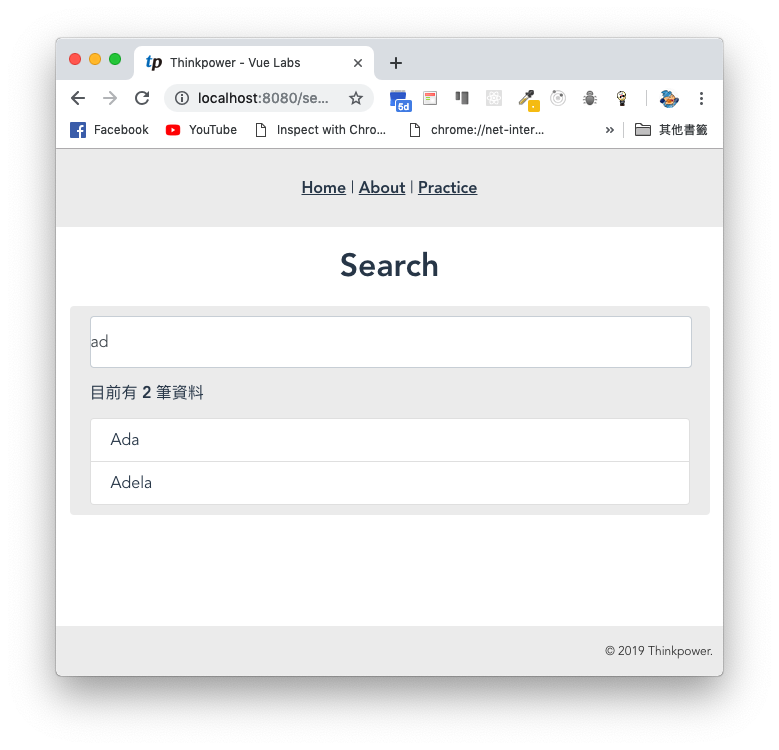 tp Thinkpower - Vue Labs
localhost:8080/se...
6d
Facebook YouTube Inspect with Chro... chrome://net-inter... » 其他書籤
Home | About | Practice
Search
ad
目前有 2 筆資料
Ada
Adela
© 2019 Thinkpower.